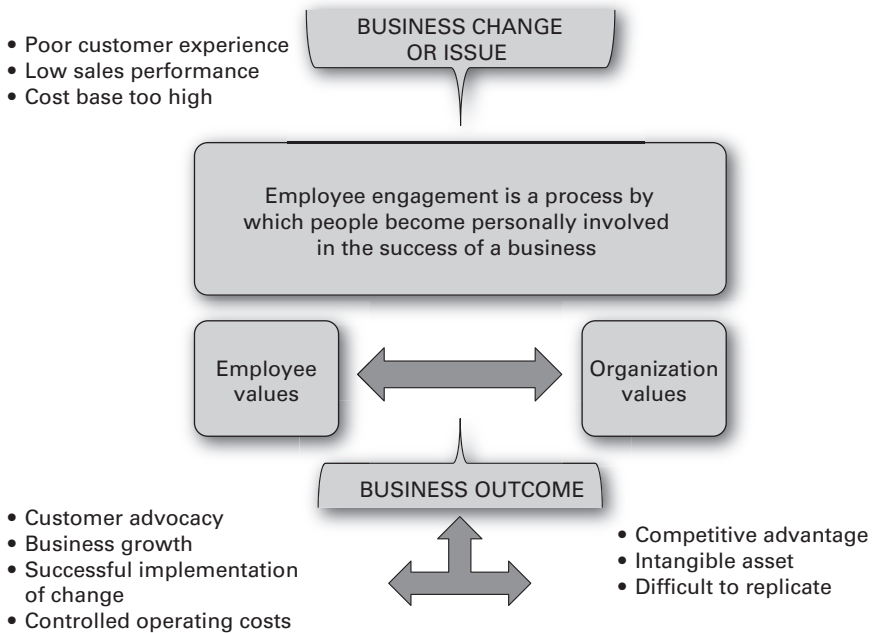 BUSINESS CHANGE
OR ISSUE
• Poor customer experience
• Low sales performance
• Cost base too high
Employee engagement is a process by
which people become personally involved
in the success of a business
Employee
values
Organization
values
BUSINESS OUTCOME
• Customer advocacy
• Business growth
• Successful implementation
of change
• Controlled operating costs
• Competitive advantage
• Intangible asset
• Difficult to replicate